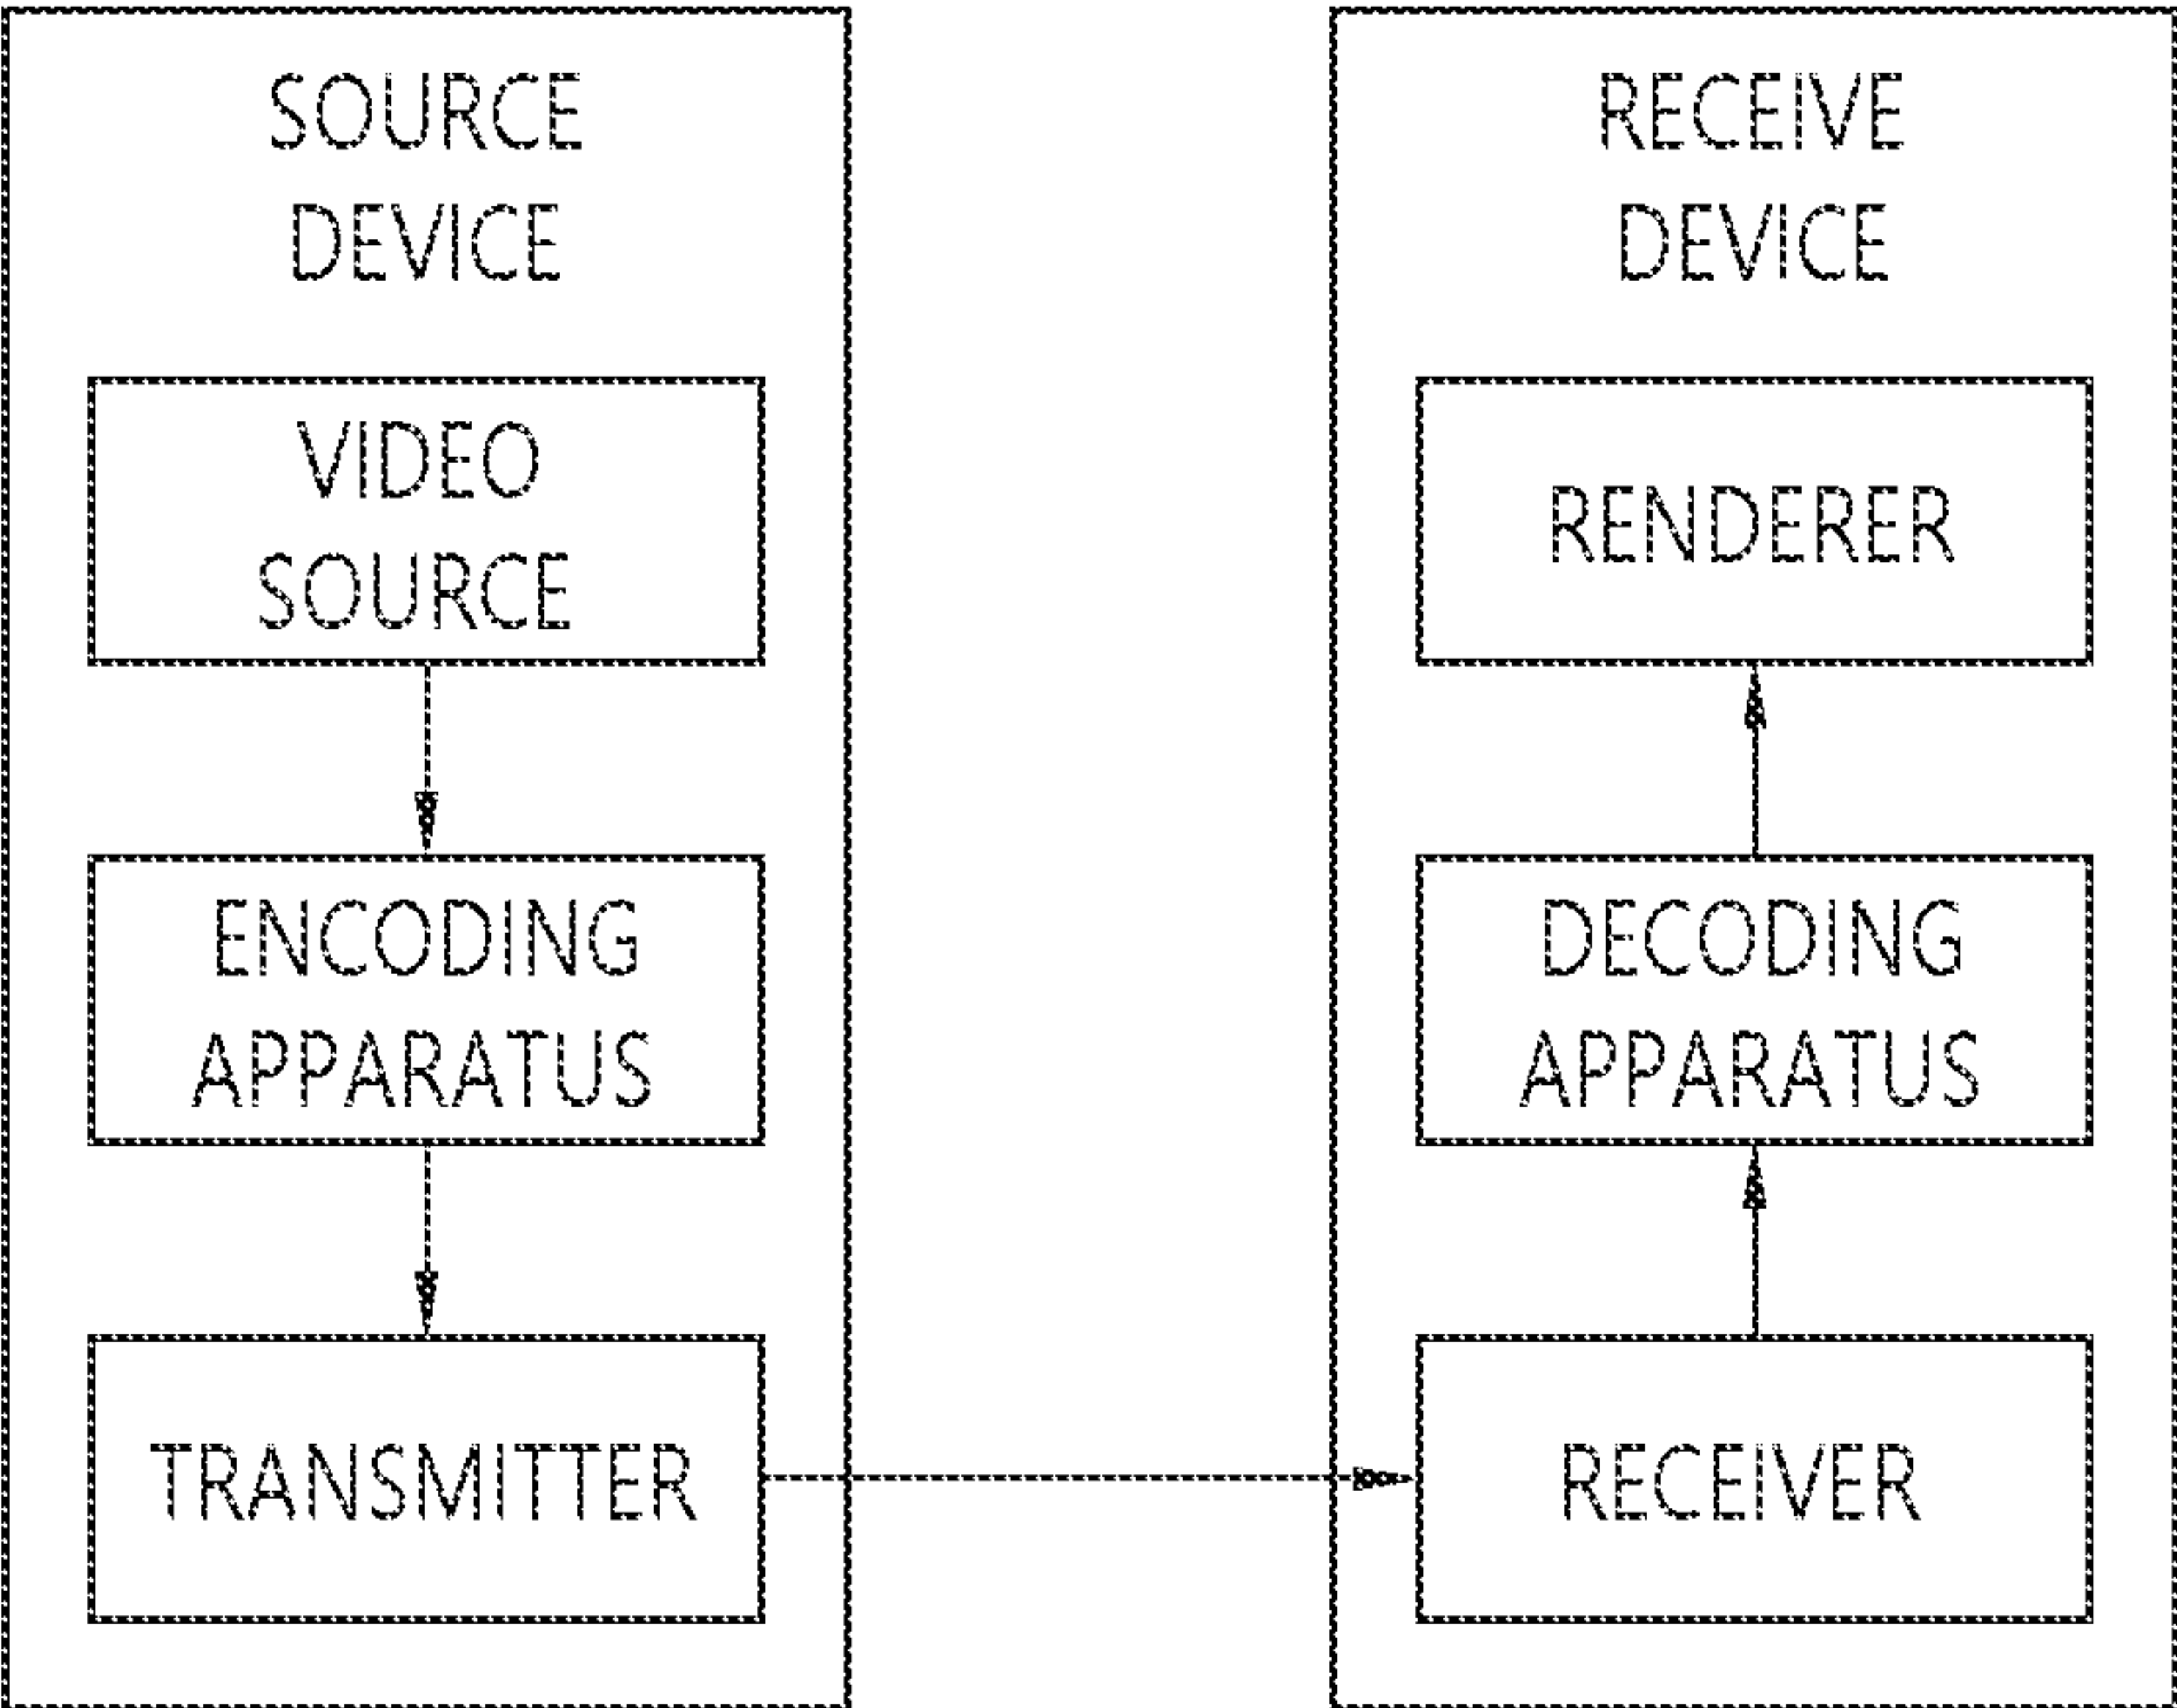 SOURCE
DEVICE
VIDEO
SOURCE
ENCODING
APPARATUS
TRANSMITTER
RECEIVE
DEVICE
RENDERER
DECODING
APPARATUS
RECEIVER